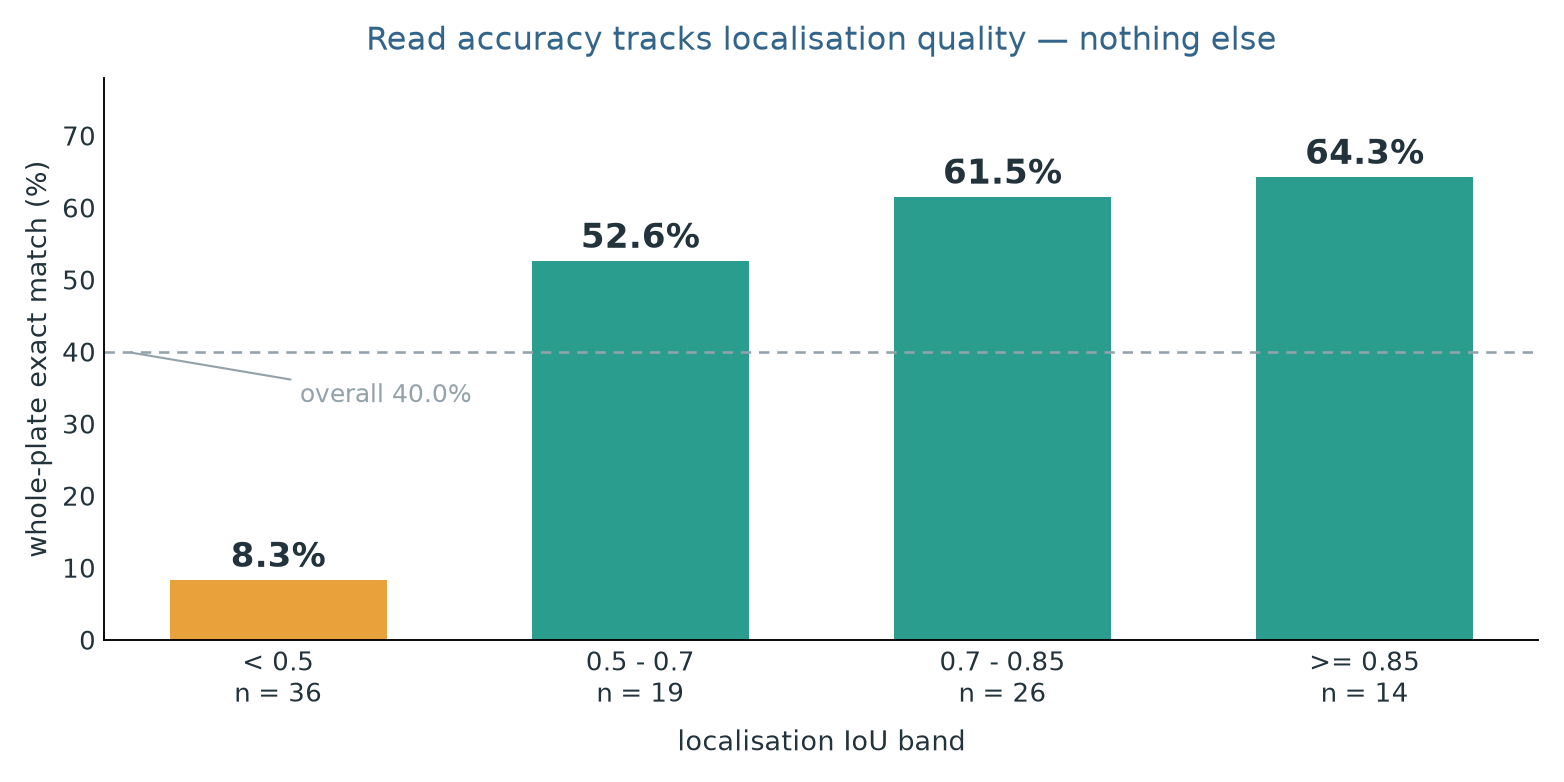 Read accuracy tracks localisation quality — nothing else
whole-plate exact match (%)
70
60
50
40
30
20
10
0
8.3%
52.6%
61.5%
64.3%
overall 40.0%
< 0.5
n = 36
0.5 - 0.7
n = 19
0.7 - 0.85
n = 26
>= 0.85
n = 14
localisation IoU band